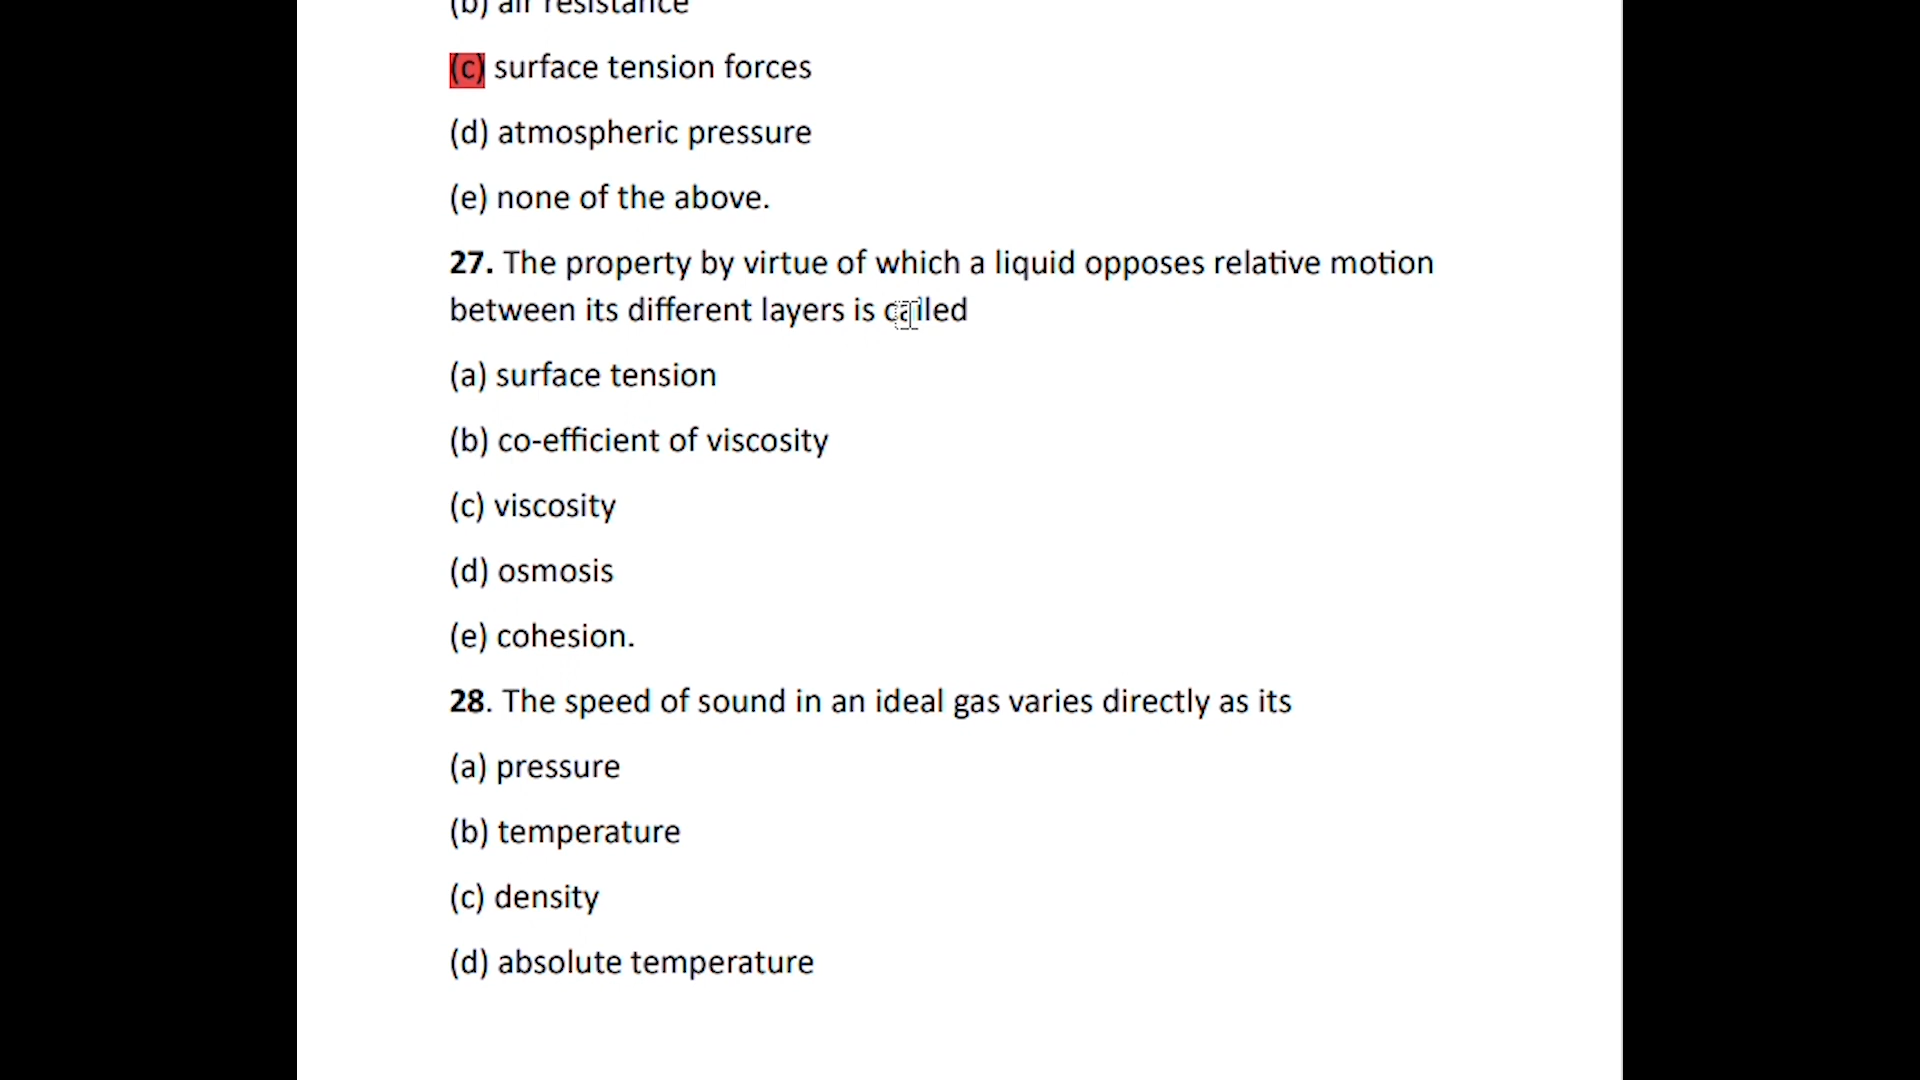 (b) air resistance
(c) surface tension forces
(d) atmospheric pressure
(e) none of the above.
27. The property by virtue of which a liquid opposes relative motion
between its different layers is called
(a) surface tension
(b) co-efficient of viscosity
(c) viscosity
(d) osmosis
(e) cohesion.
28. The speed of sound in an ideal gas varies directly as its
(a) pressure
(b) temperature
(c) density
(d) absolute temperature